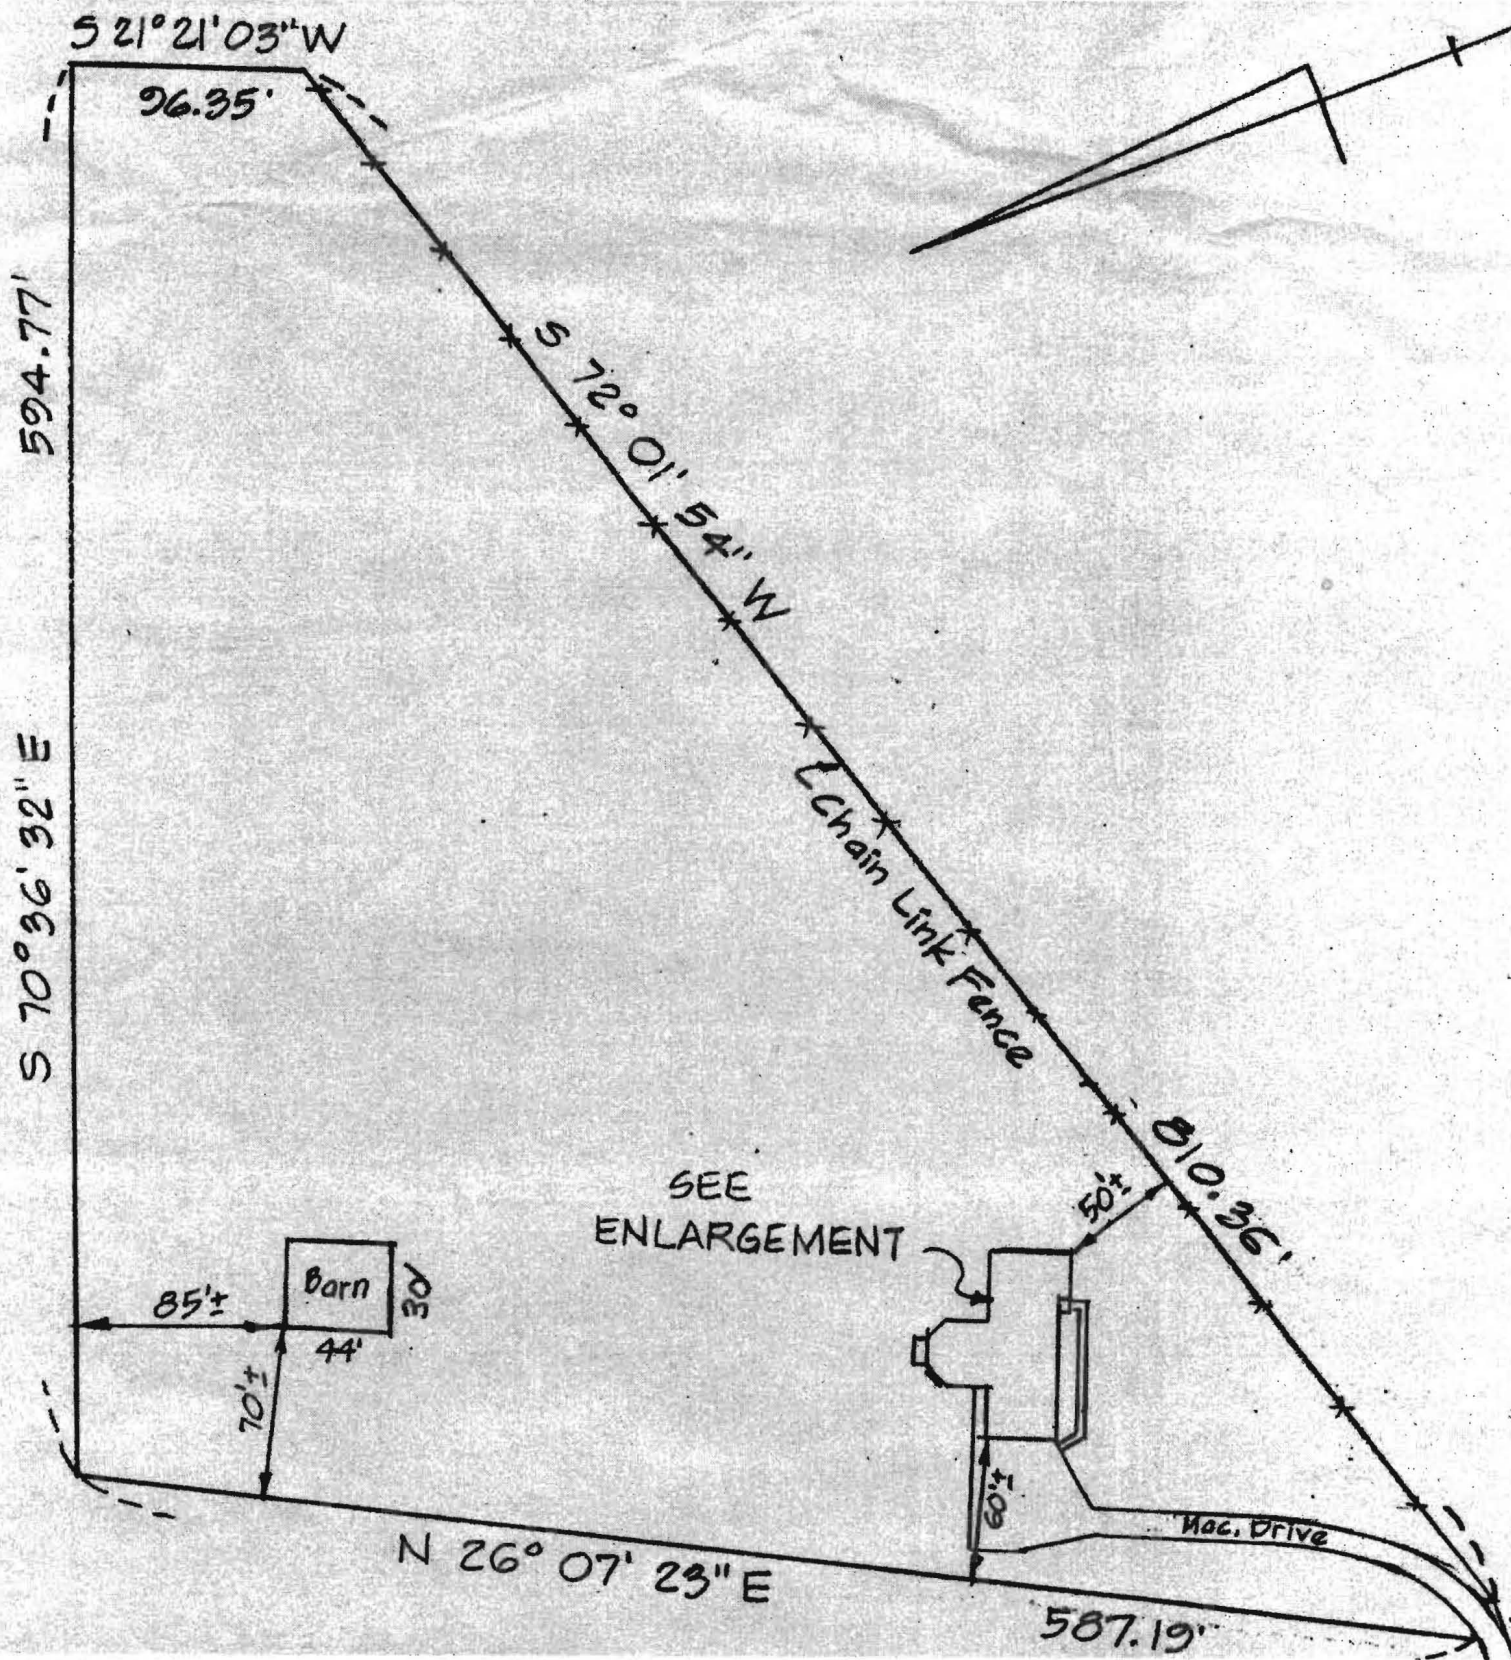 S 21° 21' 03" W
96.35'
594.77'
S 70° 36' 32" E
S 72° 01' 54" W
Chain Link Fence
810.36'
50'±
SEE
ENLARGEMENT
Barn
30'
44'
85'±
70'±
60'±
Mac. Drive
N 26° 07' 23" E
587.19'